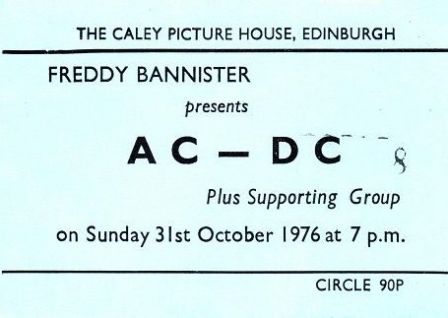 THE CALEY PICTURE HOUSE, EDINBURGH
FREDDY BANNISTER
presents
AC — DC 8
Plus Supporting Group
on Sunday 31st October 1976 at 7 p.m.
CIRCLE 90P